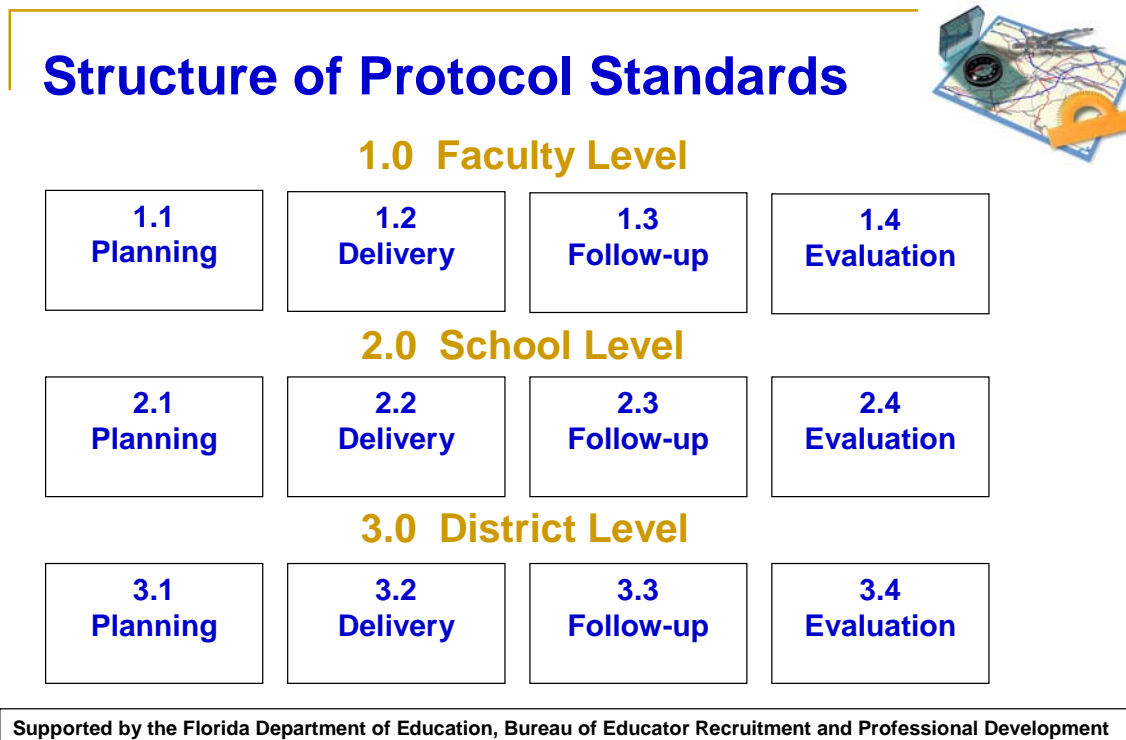 Structure of Protocol Standards
1.0 Faculty Level
1.1
Planning
1.2
Delivery
1.3
Follow-up
1.4
Evaluation
2.0 School Level
2.1
Planning
2.2
Delivery
2.3
Follow-up
2.4
Evaluation
3.0 District Level
3.1
Planning
3.2
Delivery
3.3
Follow-up
3.4
Evaluation
Supported by the Florida Department of Education, Bureau of Educator Recruitment and Professional Development